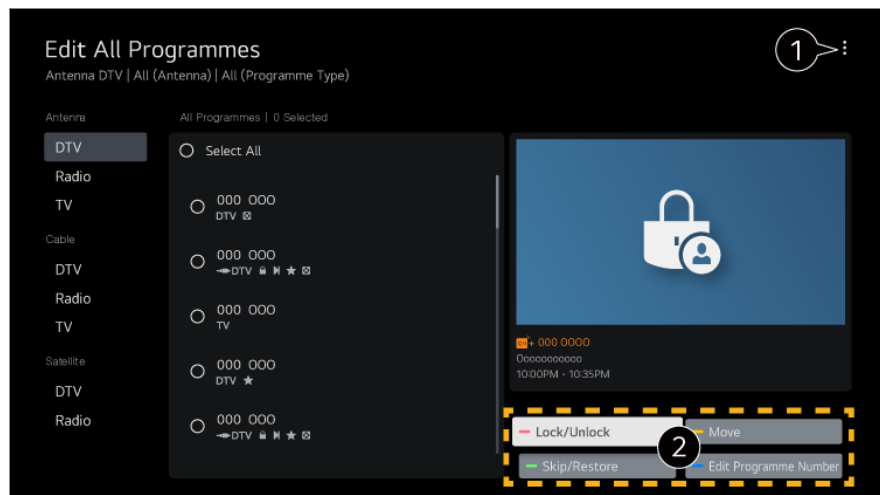 Edit All Programmes
Antenna DTV | All (Antenna) | All (Programme Type)
1
Antenna
DTV
Radio
TV
Cable
DTV
Radio
TV
Satellite
DTV
Radio
All Programmes | 0 Selected
Select All
000 000
DTV
000 000
DTV
000 000
TV
000 000
DTV
000 000
DTV
+ 000 0000
Oooooooooo
10:00PM - 10:35PM
Lock/Unlock
2
Move
Skip/Restore
Edit Programme Number